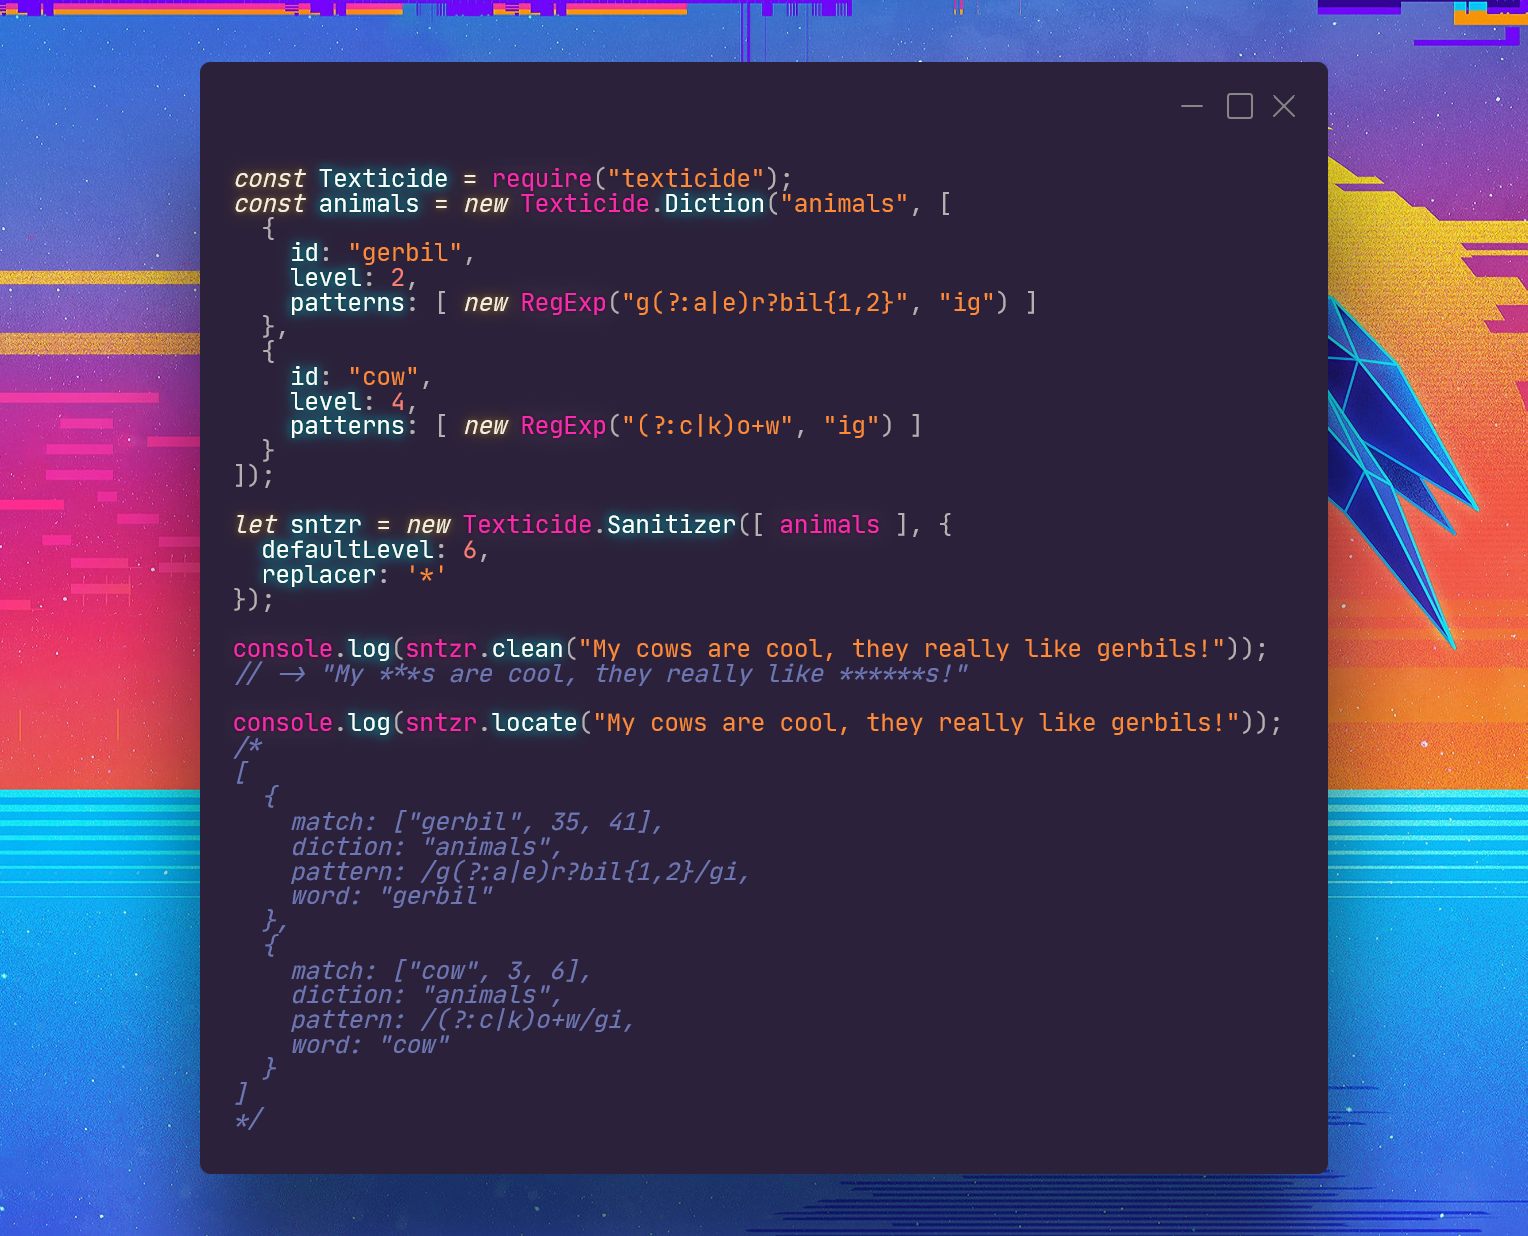 const Texticide = require("texticide");
const animals = new Texticide.Diction("animals", [
  {
    id: "gerbil",
    level: 2,
    patterns: [ new RegExp("g(?:a|e)r?bil{1,2}", "ig") ]
  },
  {
    id: "cow",
    level: 4,
    patterns: [ new RegExp("(?:c|k)o+w", "ig") ]
  }
]);

let sntzr = new Texticide.Sanitizer([ animals ], {
  defaultLevel: 6,
  replacer: '*'
});

console.log(sntzr.clean("My cows are cool, they really like gerbils!"));
// -> "My ***s are cool, they really like ******s!"

console.log(sntzr.locate("My cows are cool, they really like gerbils!"));
/*
[
  {
    match: ["gerbil", 35, 41],
    diction: "animals",
    pattern: /g(?:a|e)r?bil{1,2}/gi,
    word: "gerbil"
  },
  {
    match: ["cow", 3, 6],
    diction: "animals",
    pattern: /(?:c|k)o+w/gi,
    word: "cow"
  }
]
*/